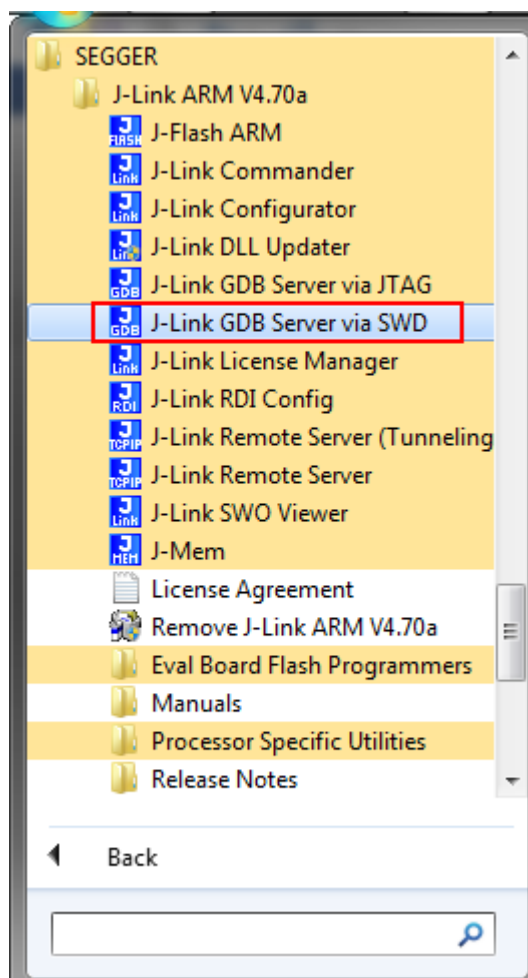 SEGGER
J-Link ARM V4.70a
J-Flash ARM
J-Link Commander
J-Link Configurator
J-Link DLL Updater
J-Link GDB Server via JTAG
J-Link GDB Server via SWD
J-Link License Manager
J-Link RDI Config
J-Link Remote Server (Tunneling
J-Link Remote Server
J-Link SWO Viewer
J-Mem
License Agreement
Remove J-Link ARM V4.70a
Eval Board Flash Programmers
Manuals
Processor Specific Utilities
Release Notes
Back